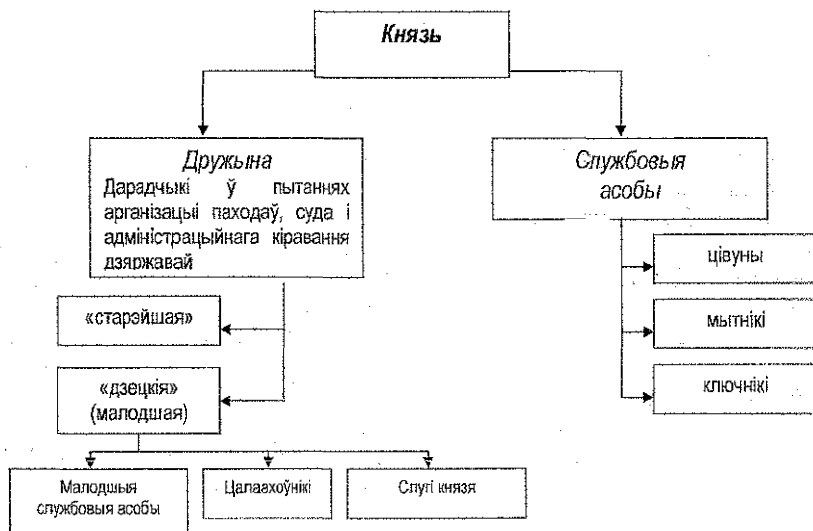 Князь
Дружына
Дарадчыкі ў пытаннях
арганізацыі паходаў, суда і
адміністрацыйнага кіравання
дзяржавай
Службовыя
асобы
«старэйшая»
«дзецкія»
(малодшая)
цівуны
мытнікі
ключнікі
Малодшыя
службовыя асобы
Целаахоўнікі
Слугі князя